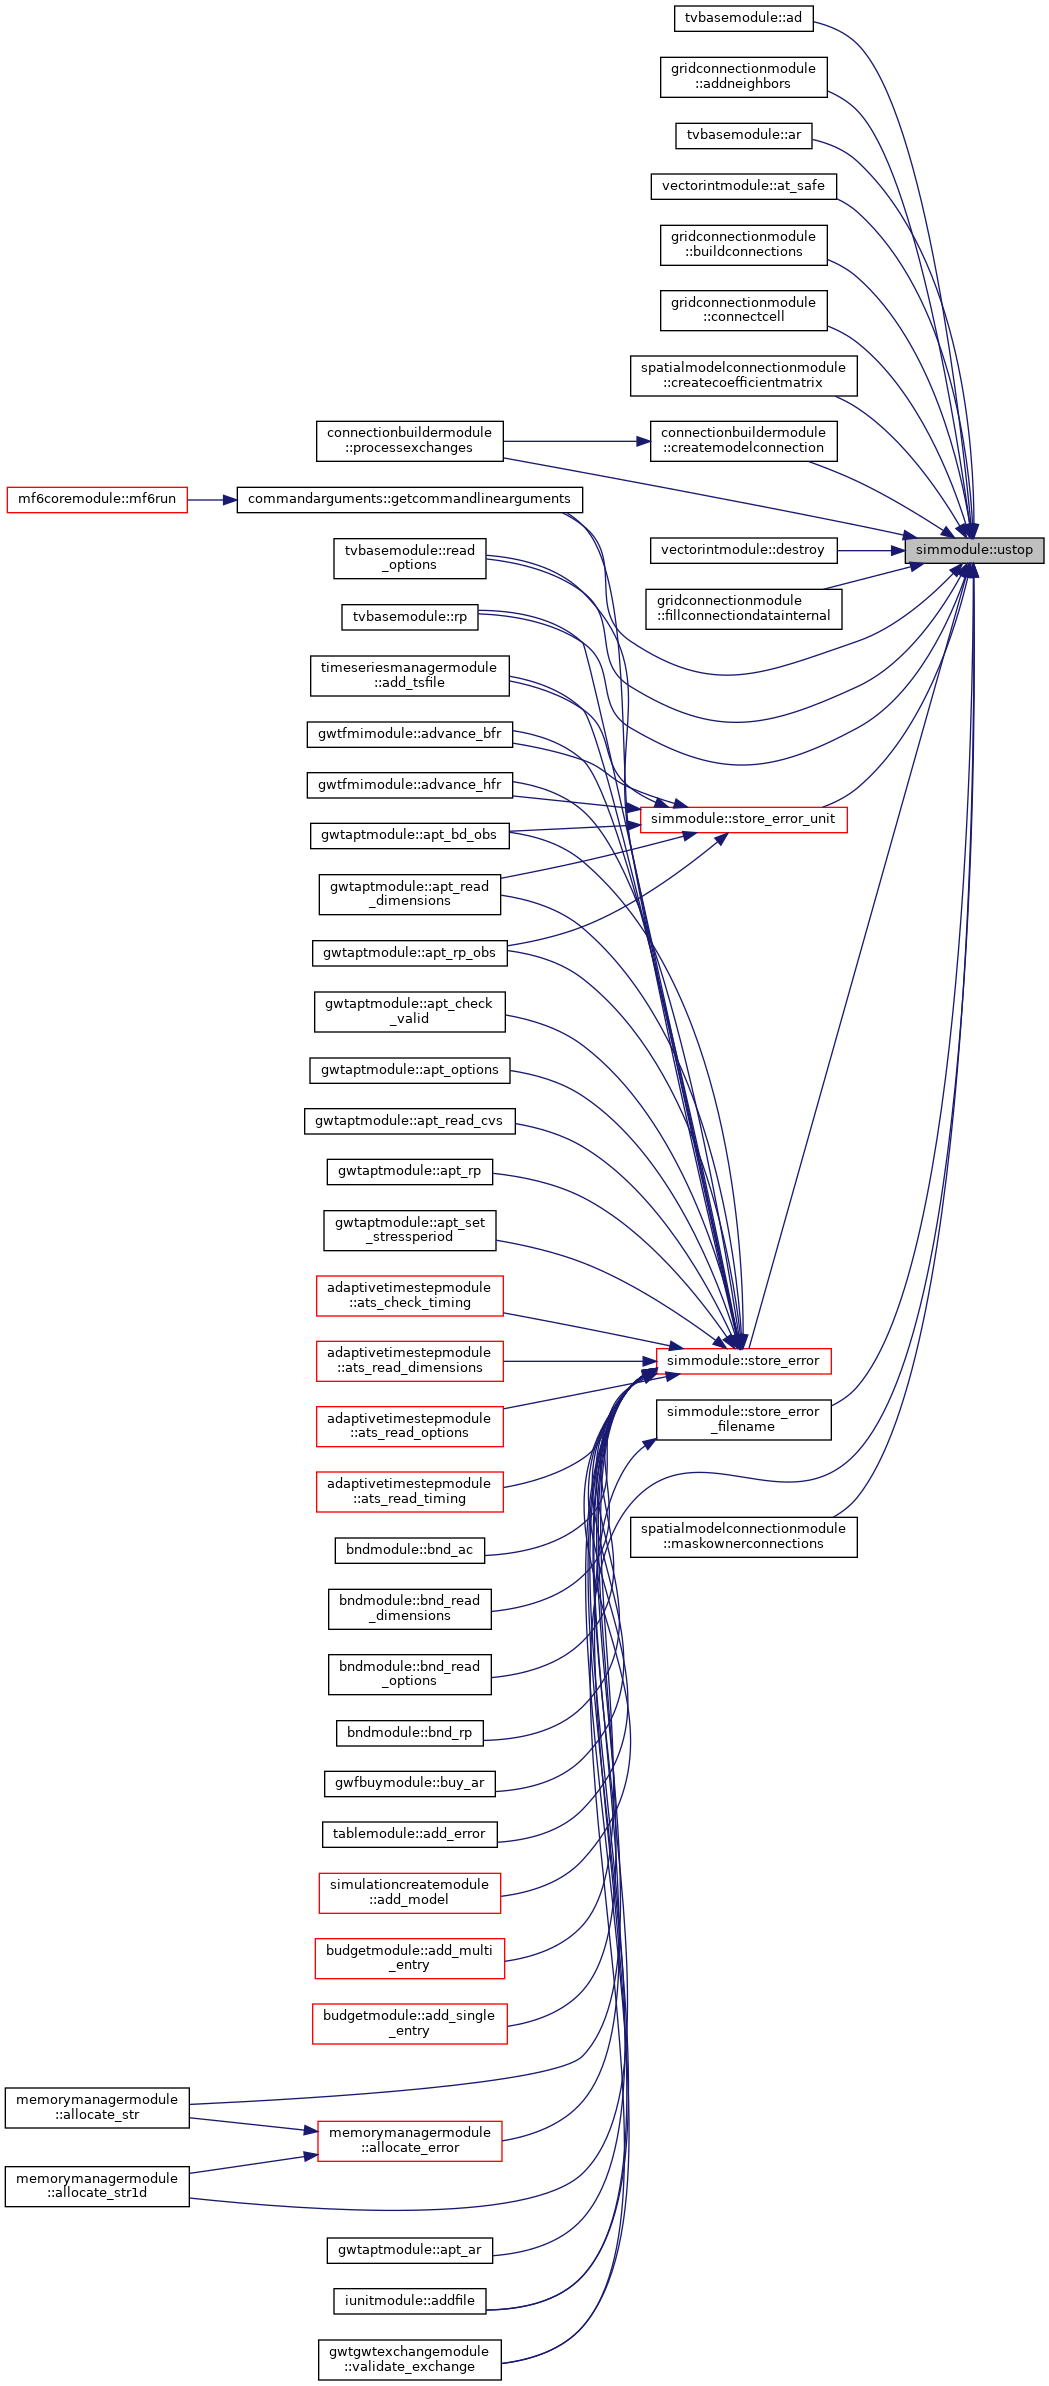 tvbasemodule::ad
gridconnectionmodule
::addneighbors
tvbasemodule::ar
vectorintmodule::at_safe
gridconnectionmodule
::buildconnections
gridconnectionmodule
::connectcell
spatialmodelconnectionmodule
::createcoefficientmatrix
connectionbuildermodule
::processexchanges
connectionbuildermodule
::createmodelconnection
mf6coremodule::mf6run
commandarguments::getcommandlinearguments
tvbasemodule::read
_options
vectorintmodule::destroy
simmodule::ustop
gridconnectionmodule
::fillconnectiondatainternal
tvbasemodule::rp
timeseriesmanagermodule
::add_tsfile
gwtfmimodule::advance_bfr
gwtfmimodule::advance_hfr
simmodule::store_error_unit
gwtaptmodule::apt_bd_obs
gwtaptmodule::apt_read
_dimensions
gwtaptmodule::apt_rp_obs
gwtaptmodule::apt_check
_valid
gwtaptmodule::apt_options
gwtaptmodule::apt_read_cvs
gwtaptmodule::apt_rp
gwtaptmodule::apt_set
_stressperiod
adaptivetimestepmodule
::ats_check_timing
adaptivetimestepmodule
::ats_read_dimensions
simmodule::store_error
adaptivetimestepmodule
::ats_read_options
simmodule::store_error
_filename
adaptivetimestepmodule
::ats_read_timing
spatialmodelconnectionmodule
::maskownerconnections
bndmodule::bnd_ac
bndmodule::bnd_read
_dimensions
bndmodule::bnd_read
_options
bndmodule::bnd_rp
gwfbuymodule::buy_ar
tablemodule::add_error
simulationcreatemodule
::add_model
budgetmodule::add_multi
_entry
budgetmodule::add_single
_entry
memorymanagermodule
::allocate_str
memorymanagermodule
::allocate_error
memorymanagermodule
::allocate_str1d
gwtaptmodule::apt_ar
iunitmodule::addfile
gwtgwtexchangemodule
::validate_exchange